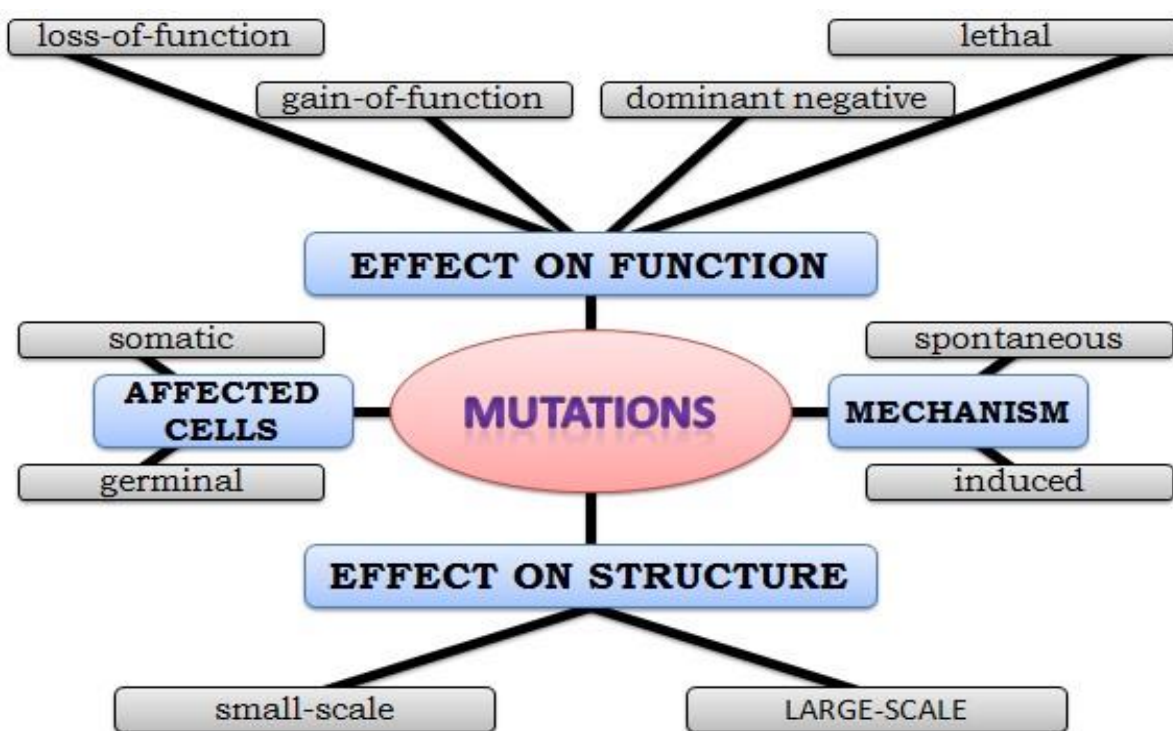 loss-of-function
lethal
gain-of-function
dominant negative
EFFECT ON FUNCTION
somatic
spontaneous
AFFECTED
CELLS
MUTATIONS
MECHANISM
germinal
induced
EFFECT ON STRUCTURE
small-scale
LARGE-SCALE